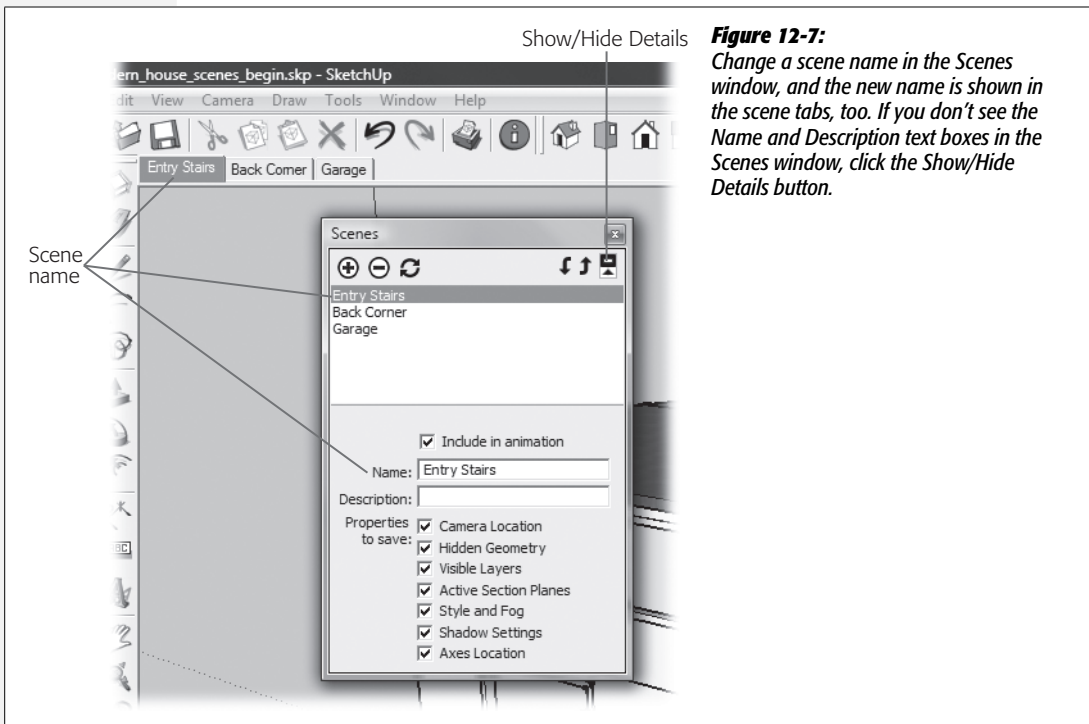 Show/Hide Details
Figure 12-7:
Change a scene name in the Scenes
window, and the new name is shown in
the scene tabs, too. If you don't see the
Name and Description text boxes in the
Scenes window, click the Show/Hide
Details button.
ern_house_scenes_begin.skp - SketchUp
dit View Camera Draw Tools Window Help
Entry Stairs Back Corner Garage
Scene
name
Scenes
Entry Stairs
Back Corner
Garage
Include in animation
Name: Entry Stairs
Description:
Properties
to save:
Camera Location
Hidden Geometry
Visible Layers
Active Section Planes
Style and Fog
Shadow Settings
Axes Location